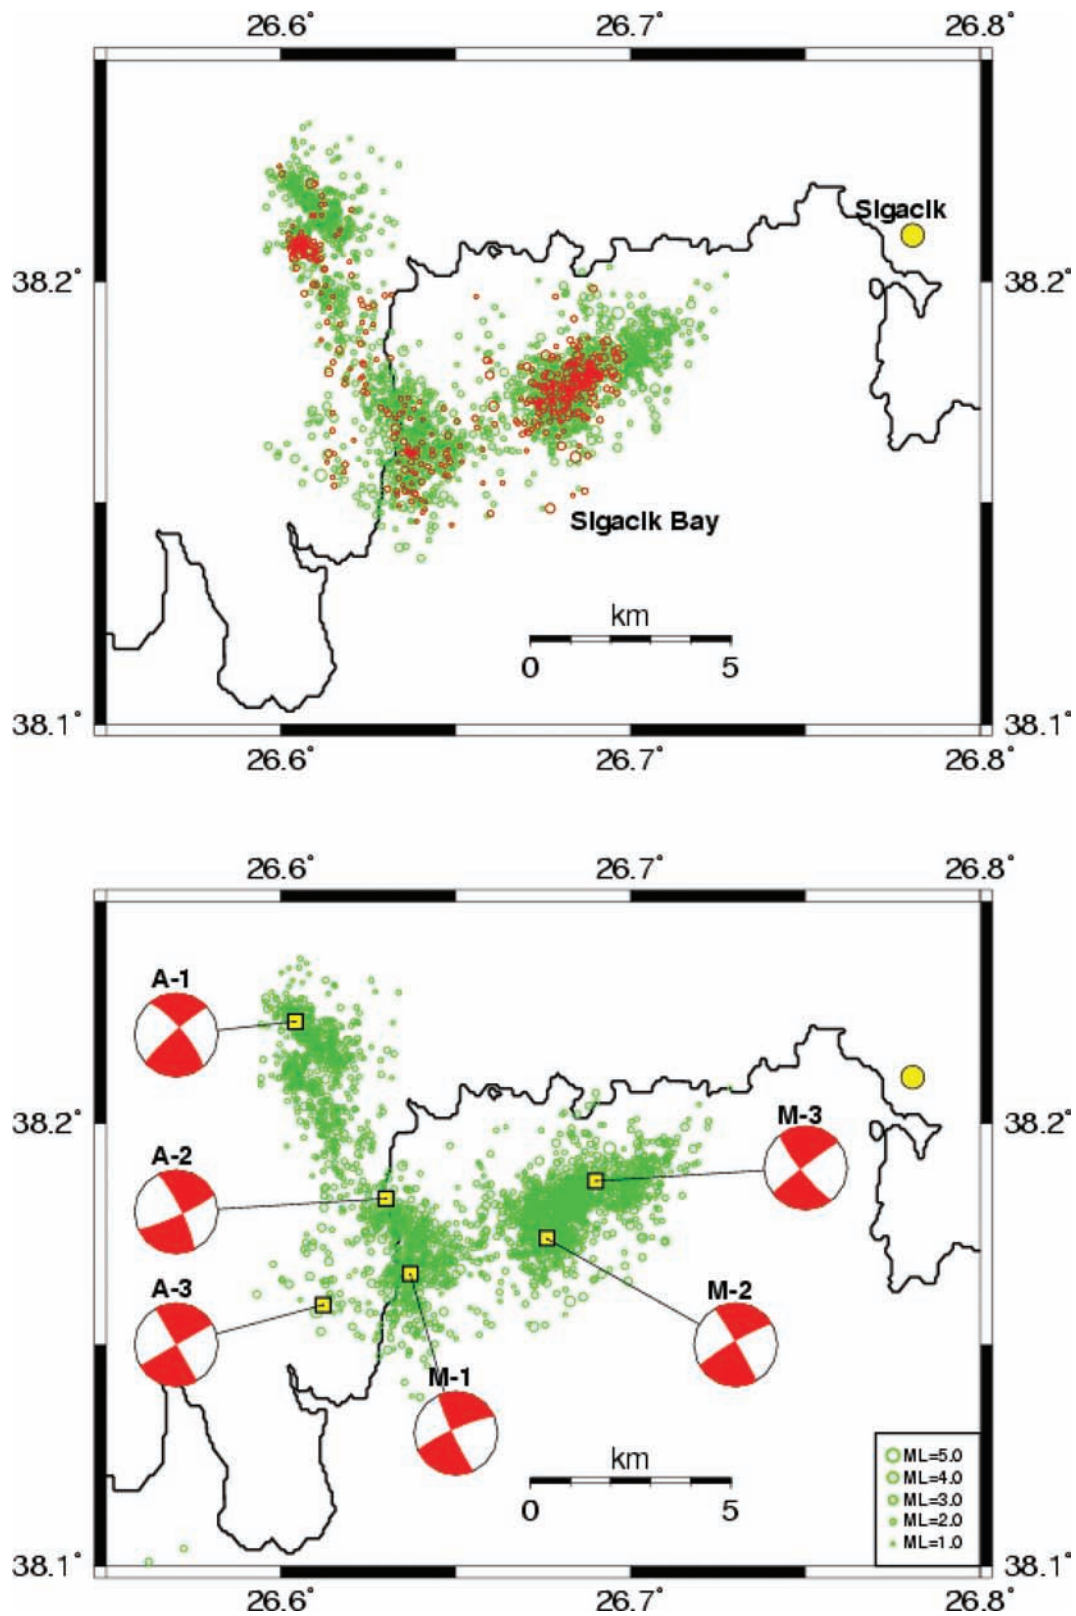 26.6° 26.7° 26.8°
Sıgacık
38.2° 38.2°
Sıgacık Bay
km
0 5
38.1° 38.1°
26.6° 26.7° 26.8°
26.6° 26.7° 26.8°
A-1
M-3
38.2° 38.2°
A-2
A-3
M-2
M-1
ML=5.0
km
ML=4.0
ML=3.0
0 5
ML=2.0
ML=1.0
38.1° 38.1°
26.6° 26.7° 26.8°